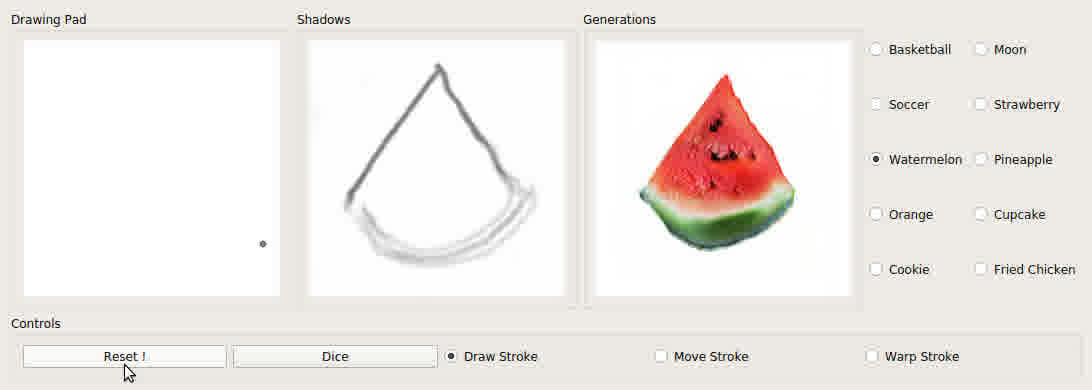 Drawing Pad
Shadows
Generations
Basketball
Moon
Soccer
Strawberry
Watermelon
Pineapple
Orange
Cupcake
Cookie
Fried Chicken
Controls
Reset !
Dice
Draw Stroke
Move Stroke
Warp Stroke